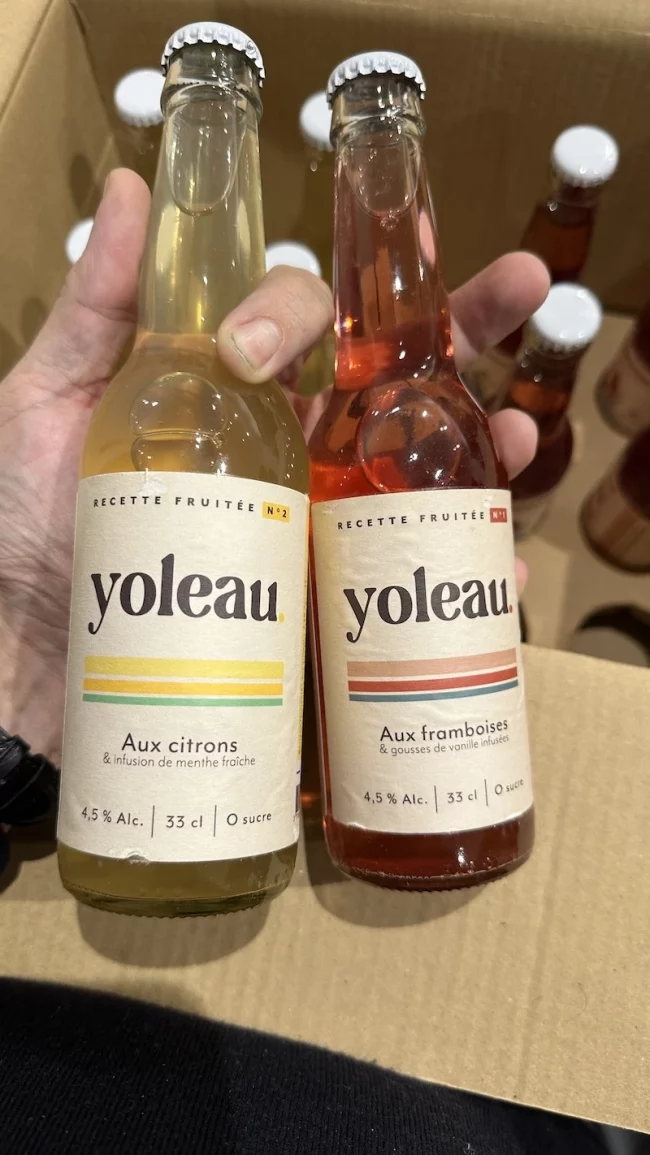 RECETTE FRUITÉE N°2
yoleau.
Aux citrons
& infusion de menthe fraîche
4,5 % Alc. | 33 cl | 0 sucre
RECETTE FRUITÉE N°1
yoleau.
Aux framboises
& gousses de vanille infusées
4,5 % Alc. | 33 cl | 0 sucre